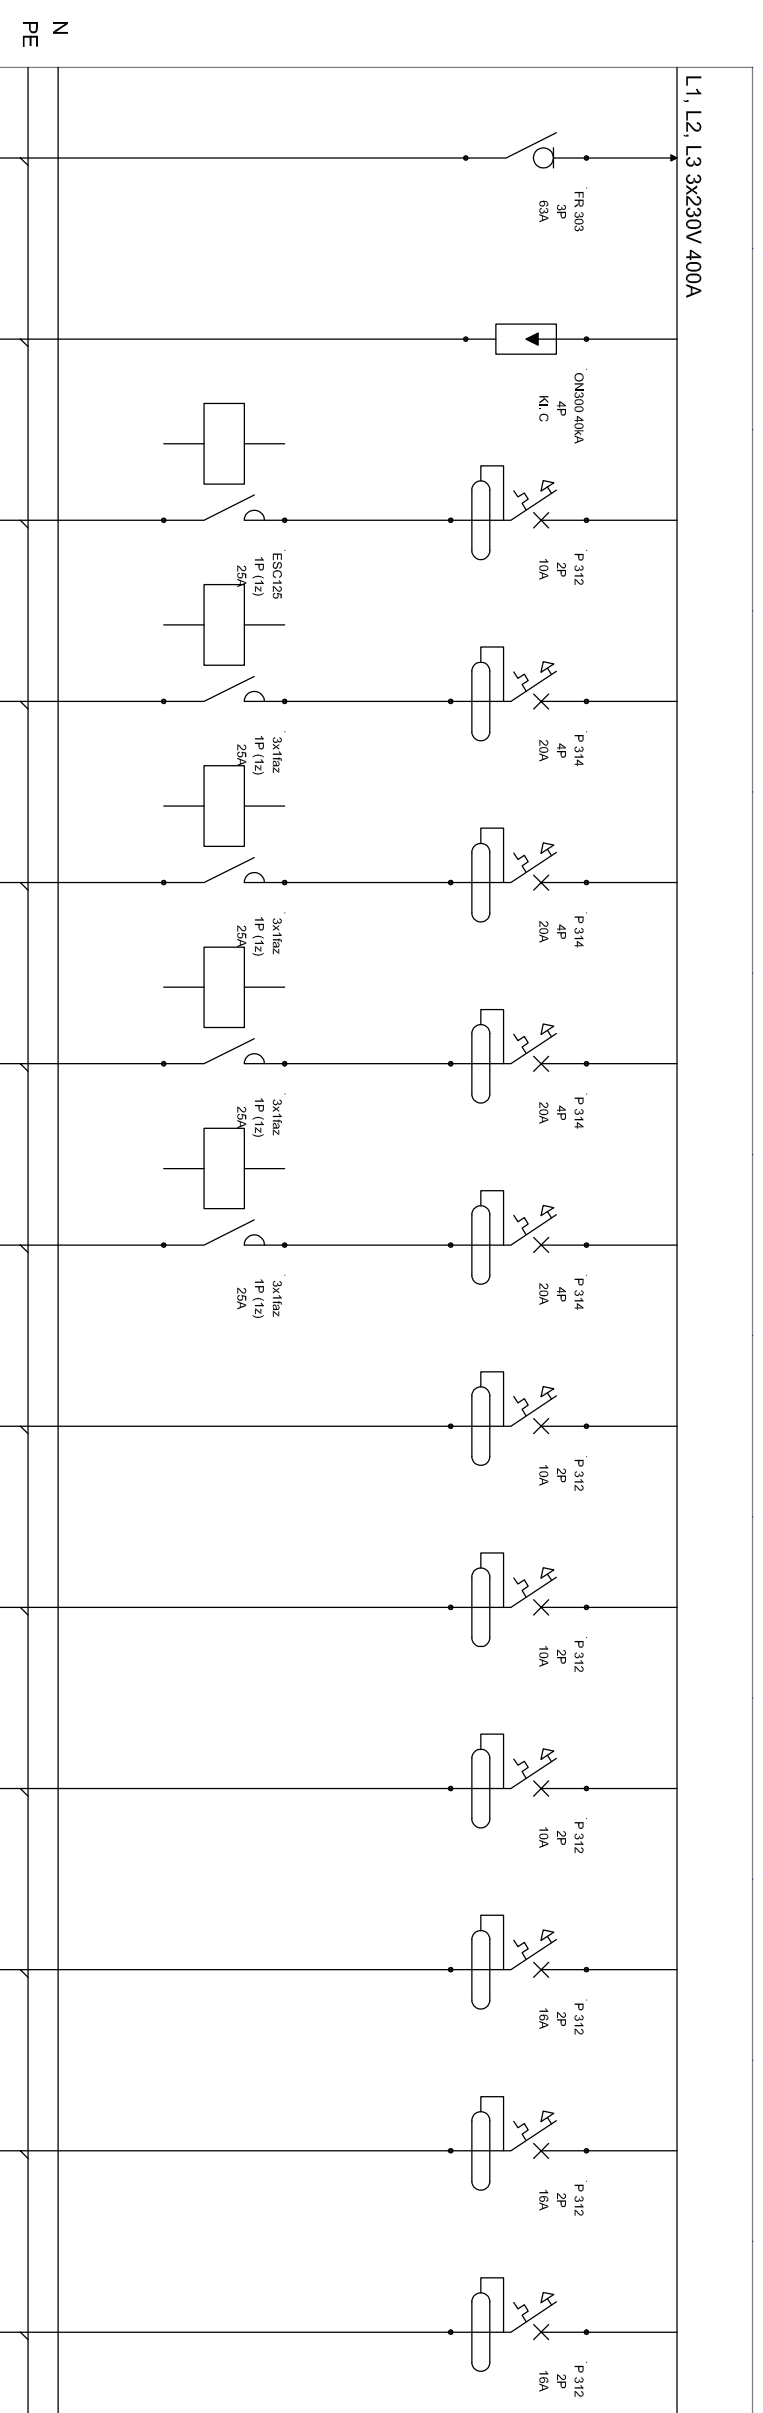 L1, L2, L3 3x230V 400A
N
PE
FR 303
3P
63A
ON300 40kA
4P
Kl. C
P 312
2P
10A
ESC125
1P (1z)
25A
P 314
4P
20A
3x1faz
1P (1z)
25A
P 314
4P
20A
3x1faz
1P (1z)
25A
P 314
4P
20A
3x1faz
1P (1z)
25A
P 314
4P
20A
3x1faz
1P (1z)
25A
P 312
2P
10A
P 312
2P
10A
P 312
2P
10A
P 312
2P
16A
P 312
2P
16A
P 312
2P
16A